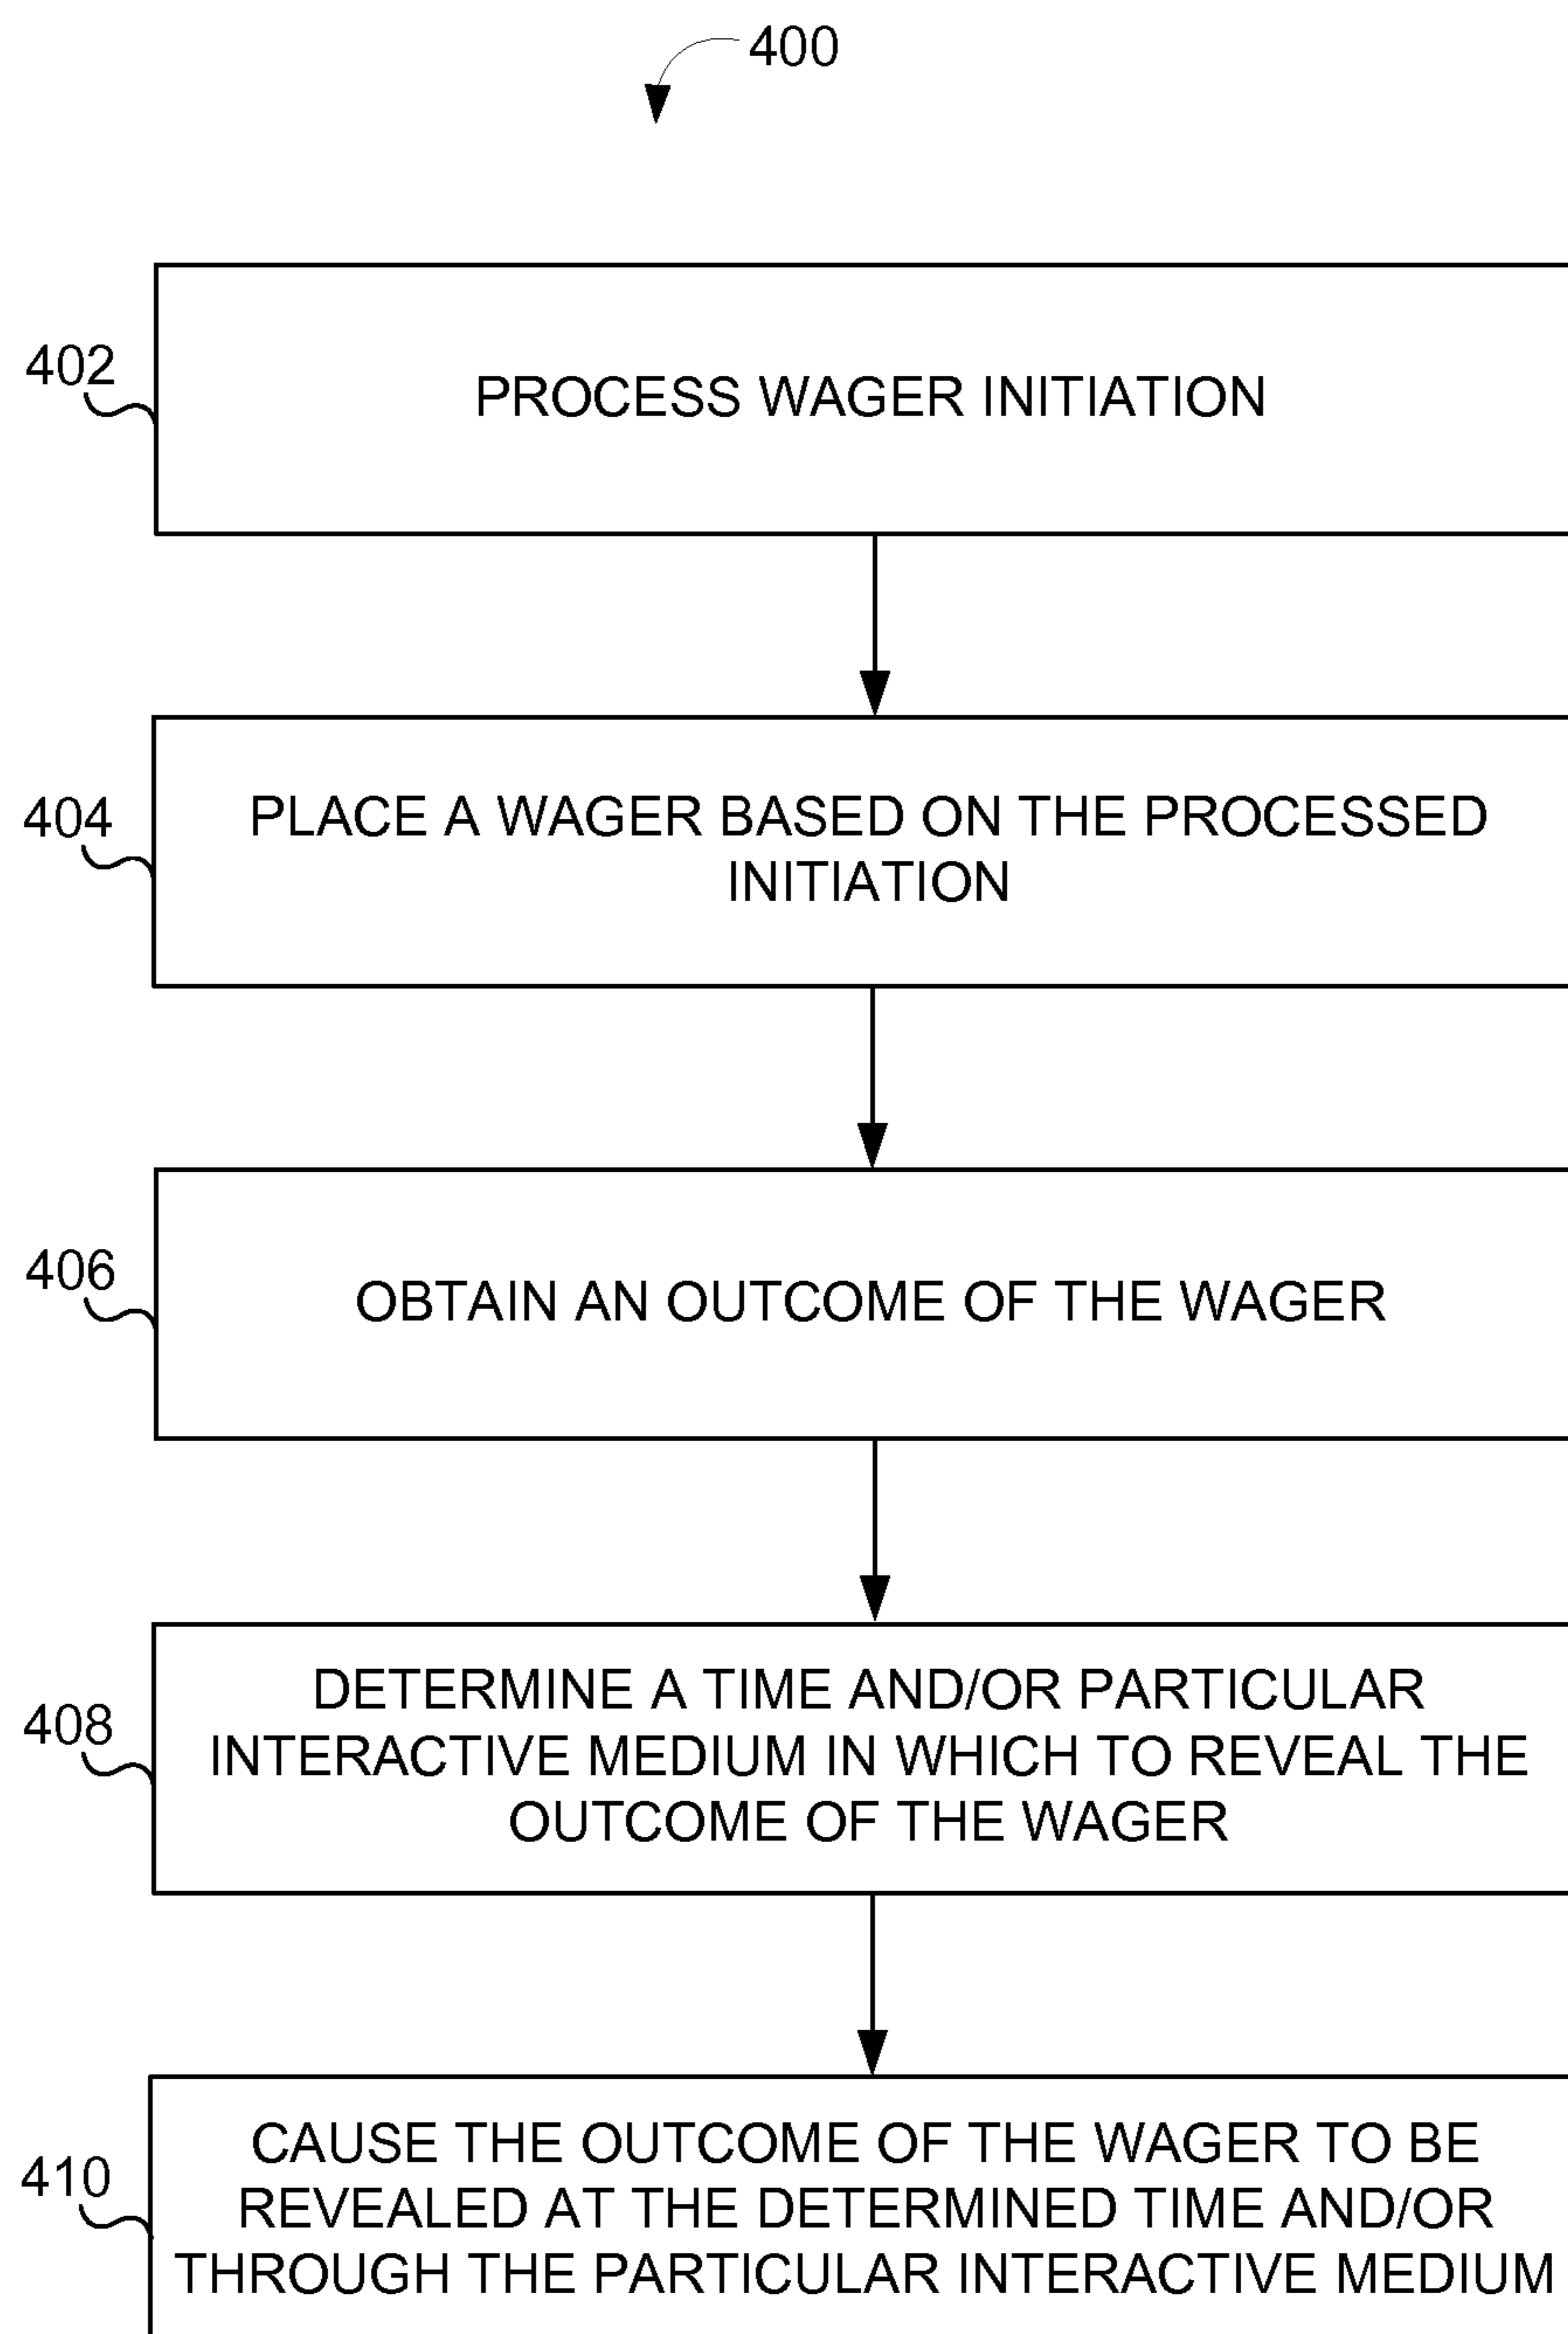 400
402
PROCESS WAGER INITIATION
404
PLACE A WAGER BASED ON THE PROCESSED
INITIATION
406
OBTAIN AN OUTCOME OF THE WAGER
408
DETERMINE A TIME AND/OR PARTICULAR
INTERACTIVE MEDIUM IN WHICH TO REVEAL THE
OUTCOME OF THE WAGER
410
CAUSE THE OUTCOME OF THE WAGER TO BE
REVEALED AT THE DETERMINED TIME AND/OR
THROUGH THE PARTICULAR INTERACTIVE MEDIUM